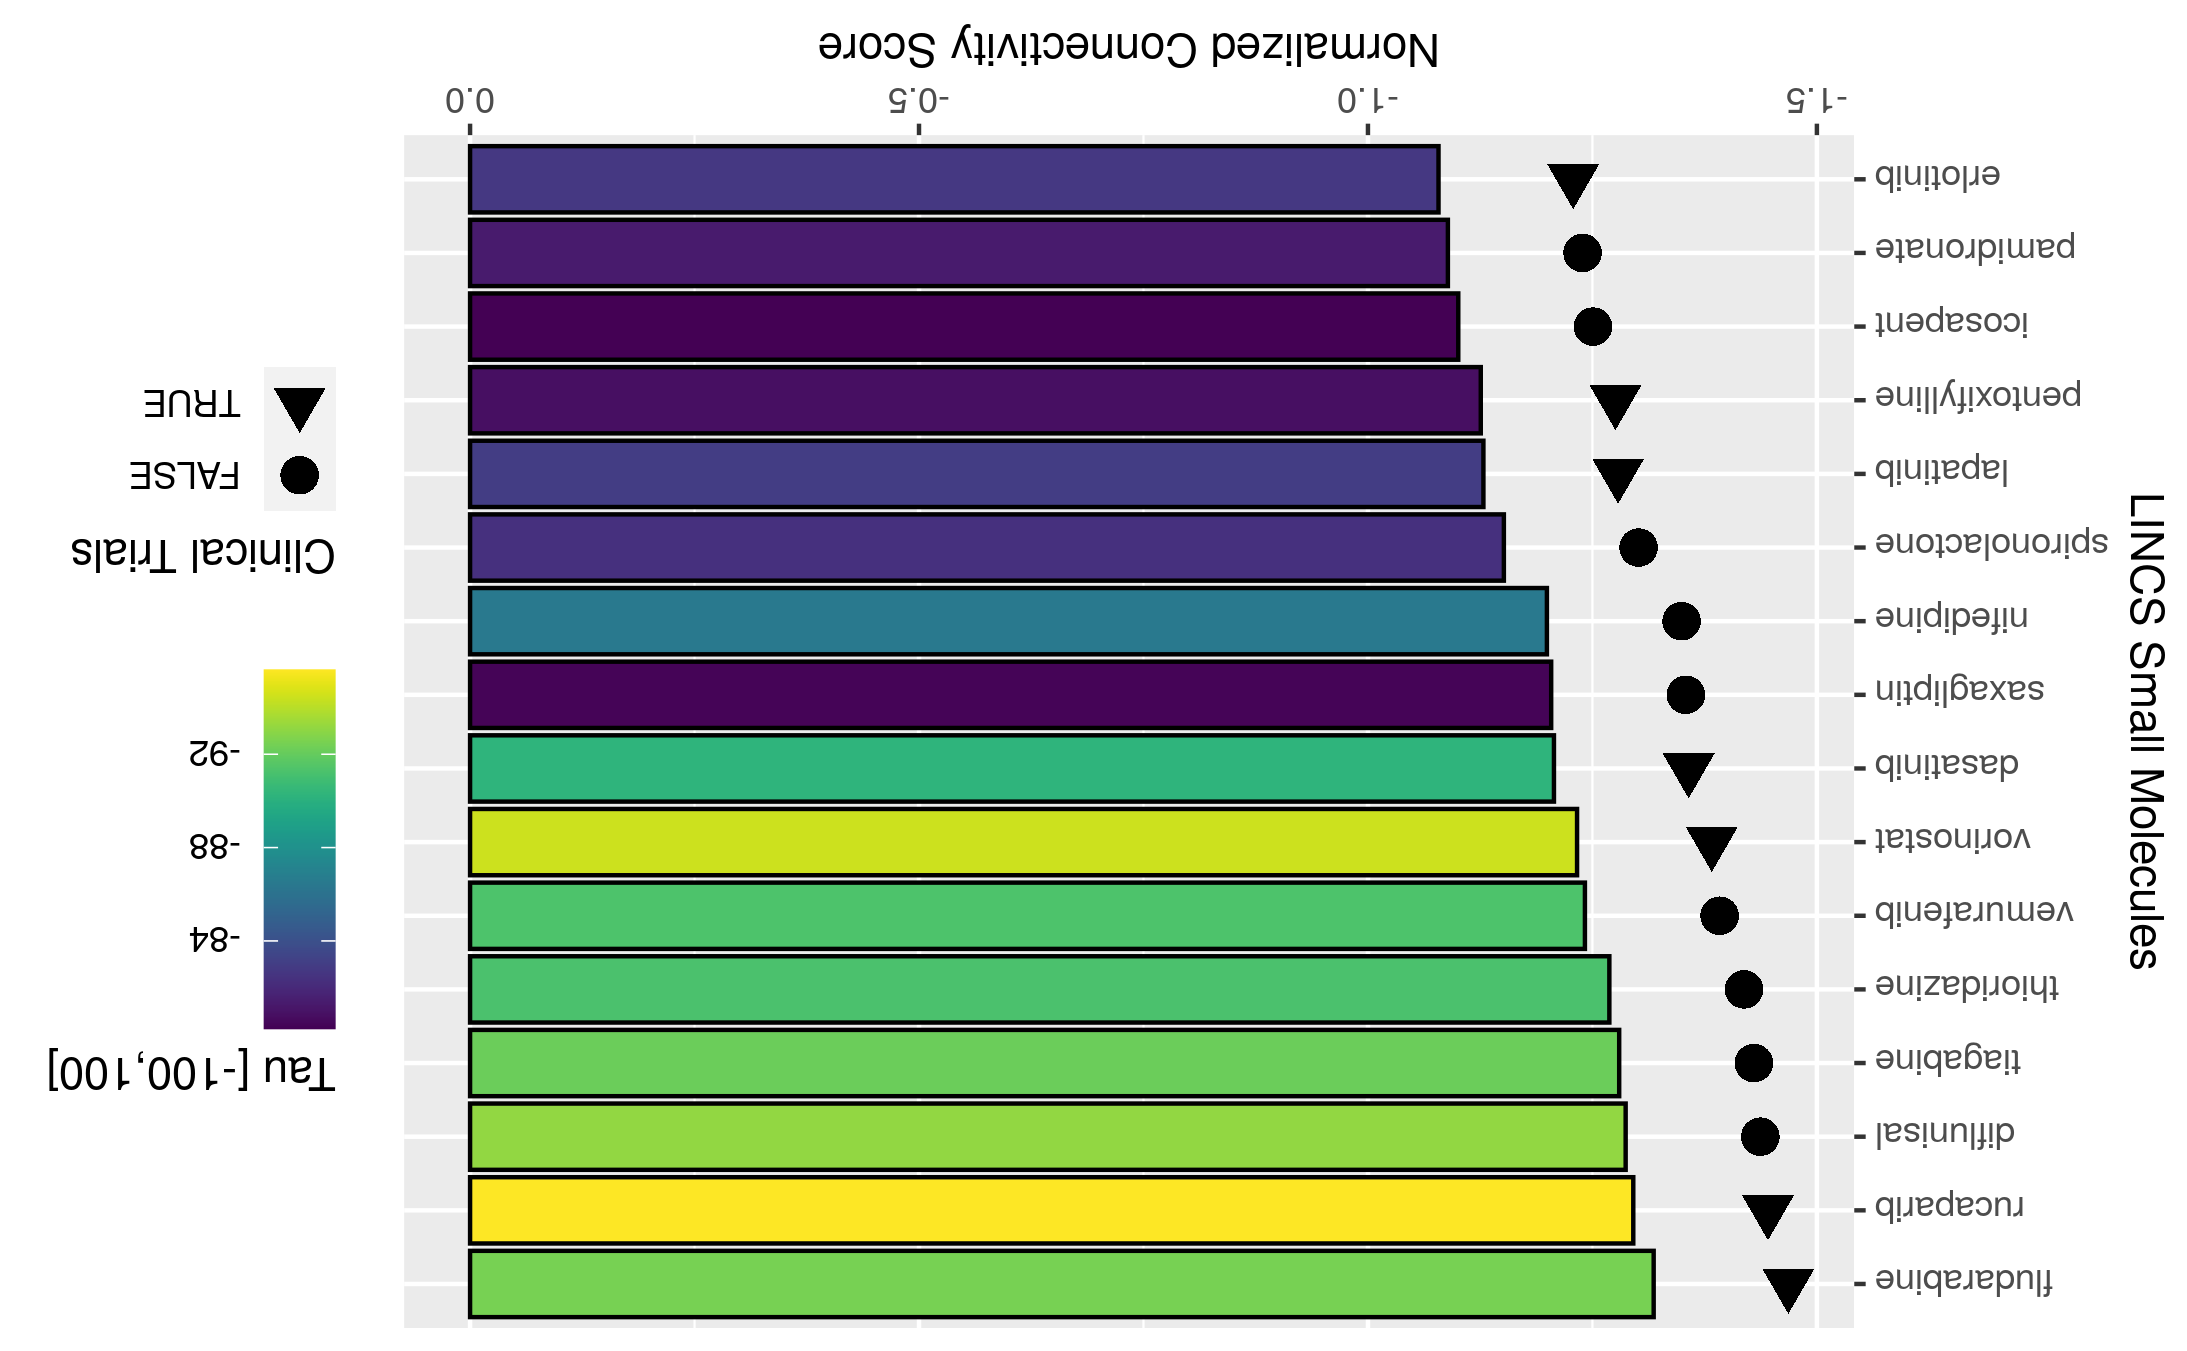 LINCS Small Molecules
fludarabine
rucaparib
diflunisal
tiagabine
thioridazine
vemurafenib
vorinostat
dasatinib
saxagliptin
nifedipine
spironolactone
lapatinib
pentoxifylline
icosapent
pamidronate
erlotinib
-1.5
-1.0
-0.5
0.0
Normalized Connectivity Score
Tau [-100,100]
-84
-88
-92
Clinical Trials
FALSE
TRUE